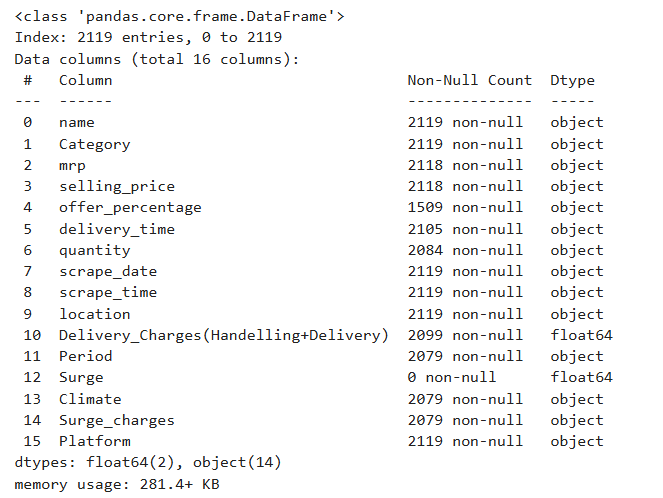 <class 'pandas.core.frame.DataFrame'>
Index: 2119 entries, 0 to 2119
Data columns (total 16 columns):
 #   Column                                Non-Null Count  Dtype
---  ------                                --------------  -----
 0   name                                  2119 non-null   object
 1   Category                              2119 non-null   object
 2   mrp                                   2118 non-null   object
 3   selling_price                         2118 non-null   object
 4   offer_percentage                      1509 non-null   object
 5   delivery_time                         2105 non-null   object
 6   quantity                              2084 non-null   object
 7   scrape_date                           2119 non-null   object
 8   scrape_time                           2119 non-null   object
 9   location                              2119 non-null   object
 10  Delivery_Charges(Handelling+Delivery)  2099 non-null   float64
 11  Period                                2079 non-null   object
 12  Surge                                 0 non-null      float64
 13  Climate                               2079 non-null   object
 14  Surge_charges                         2079 non-null   object
 15  Platform                              2119 non-null   object
dtypes: float64(2), object(14)
memory usage: 281.4+ KB